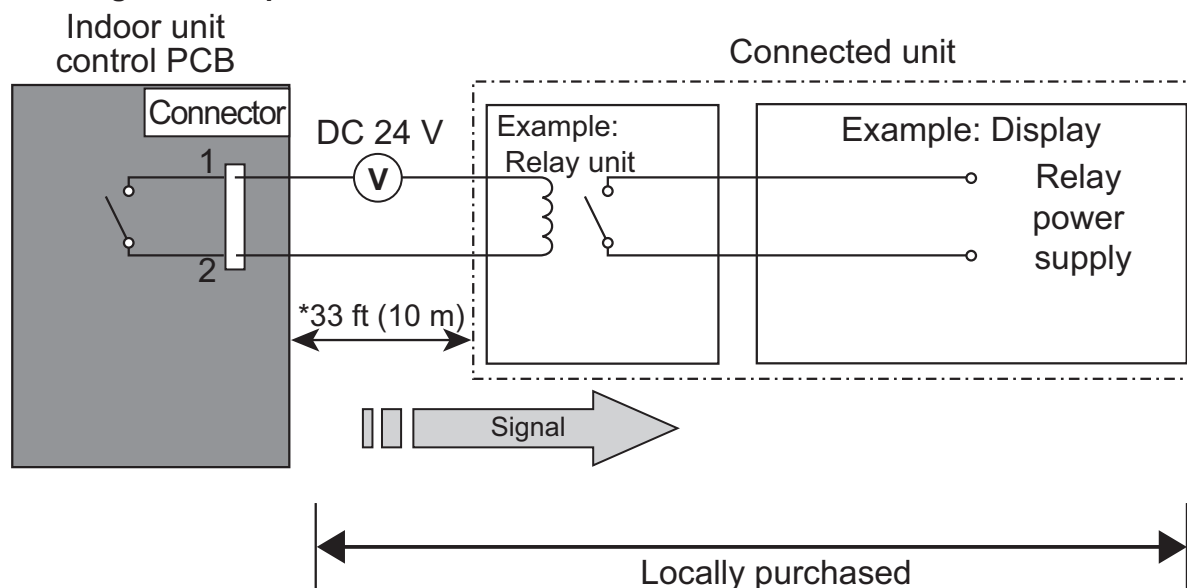 Indoor unit
control PCB
Connector
1
2
DC 24 V
V
*33 ft (10 m)
Connected unit
Example:
Relay unit
Example: Display
Relay
power
supply
Signal
Locally purchased